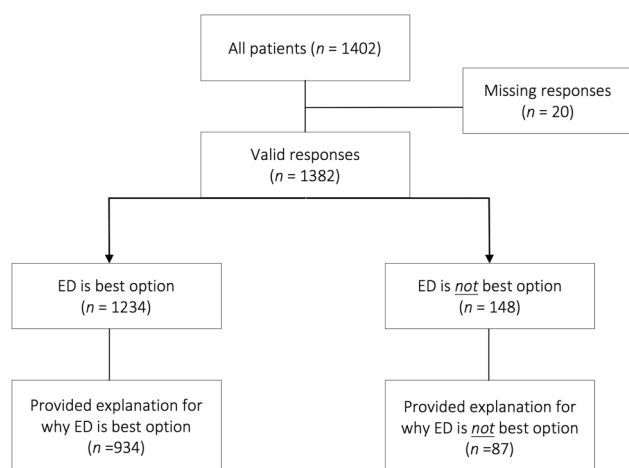 All patients (n = 1402)
Missing responses
(n = 20)
Valid responses
(n = 1382)
ED is best option
(n = 1234)
ED is not best option
(n = 148)
Provided explanation for
why ED is best option
(n =934)
Provided explanation for
why ED is not best option
(n =87)